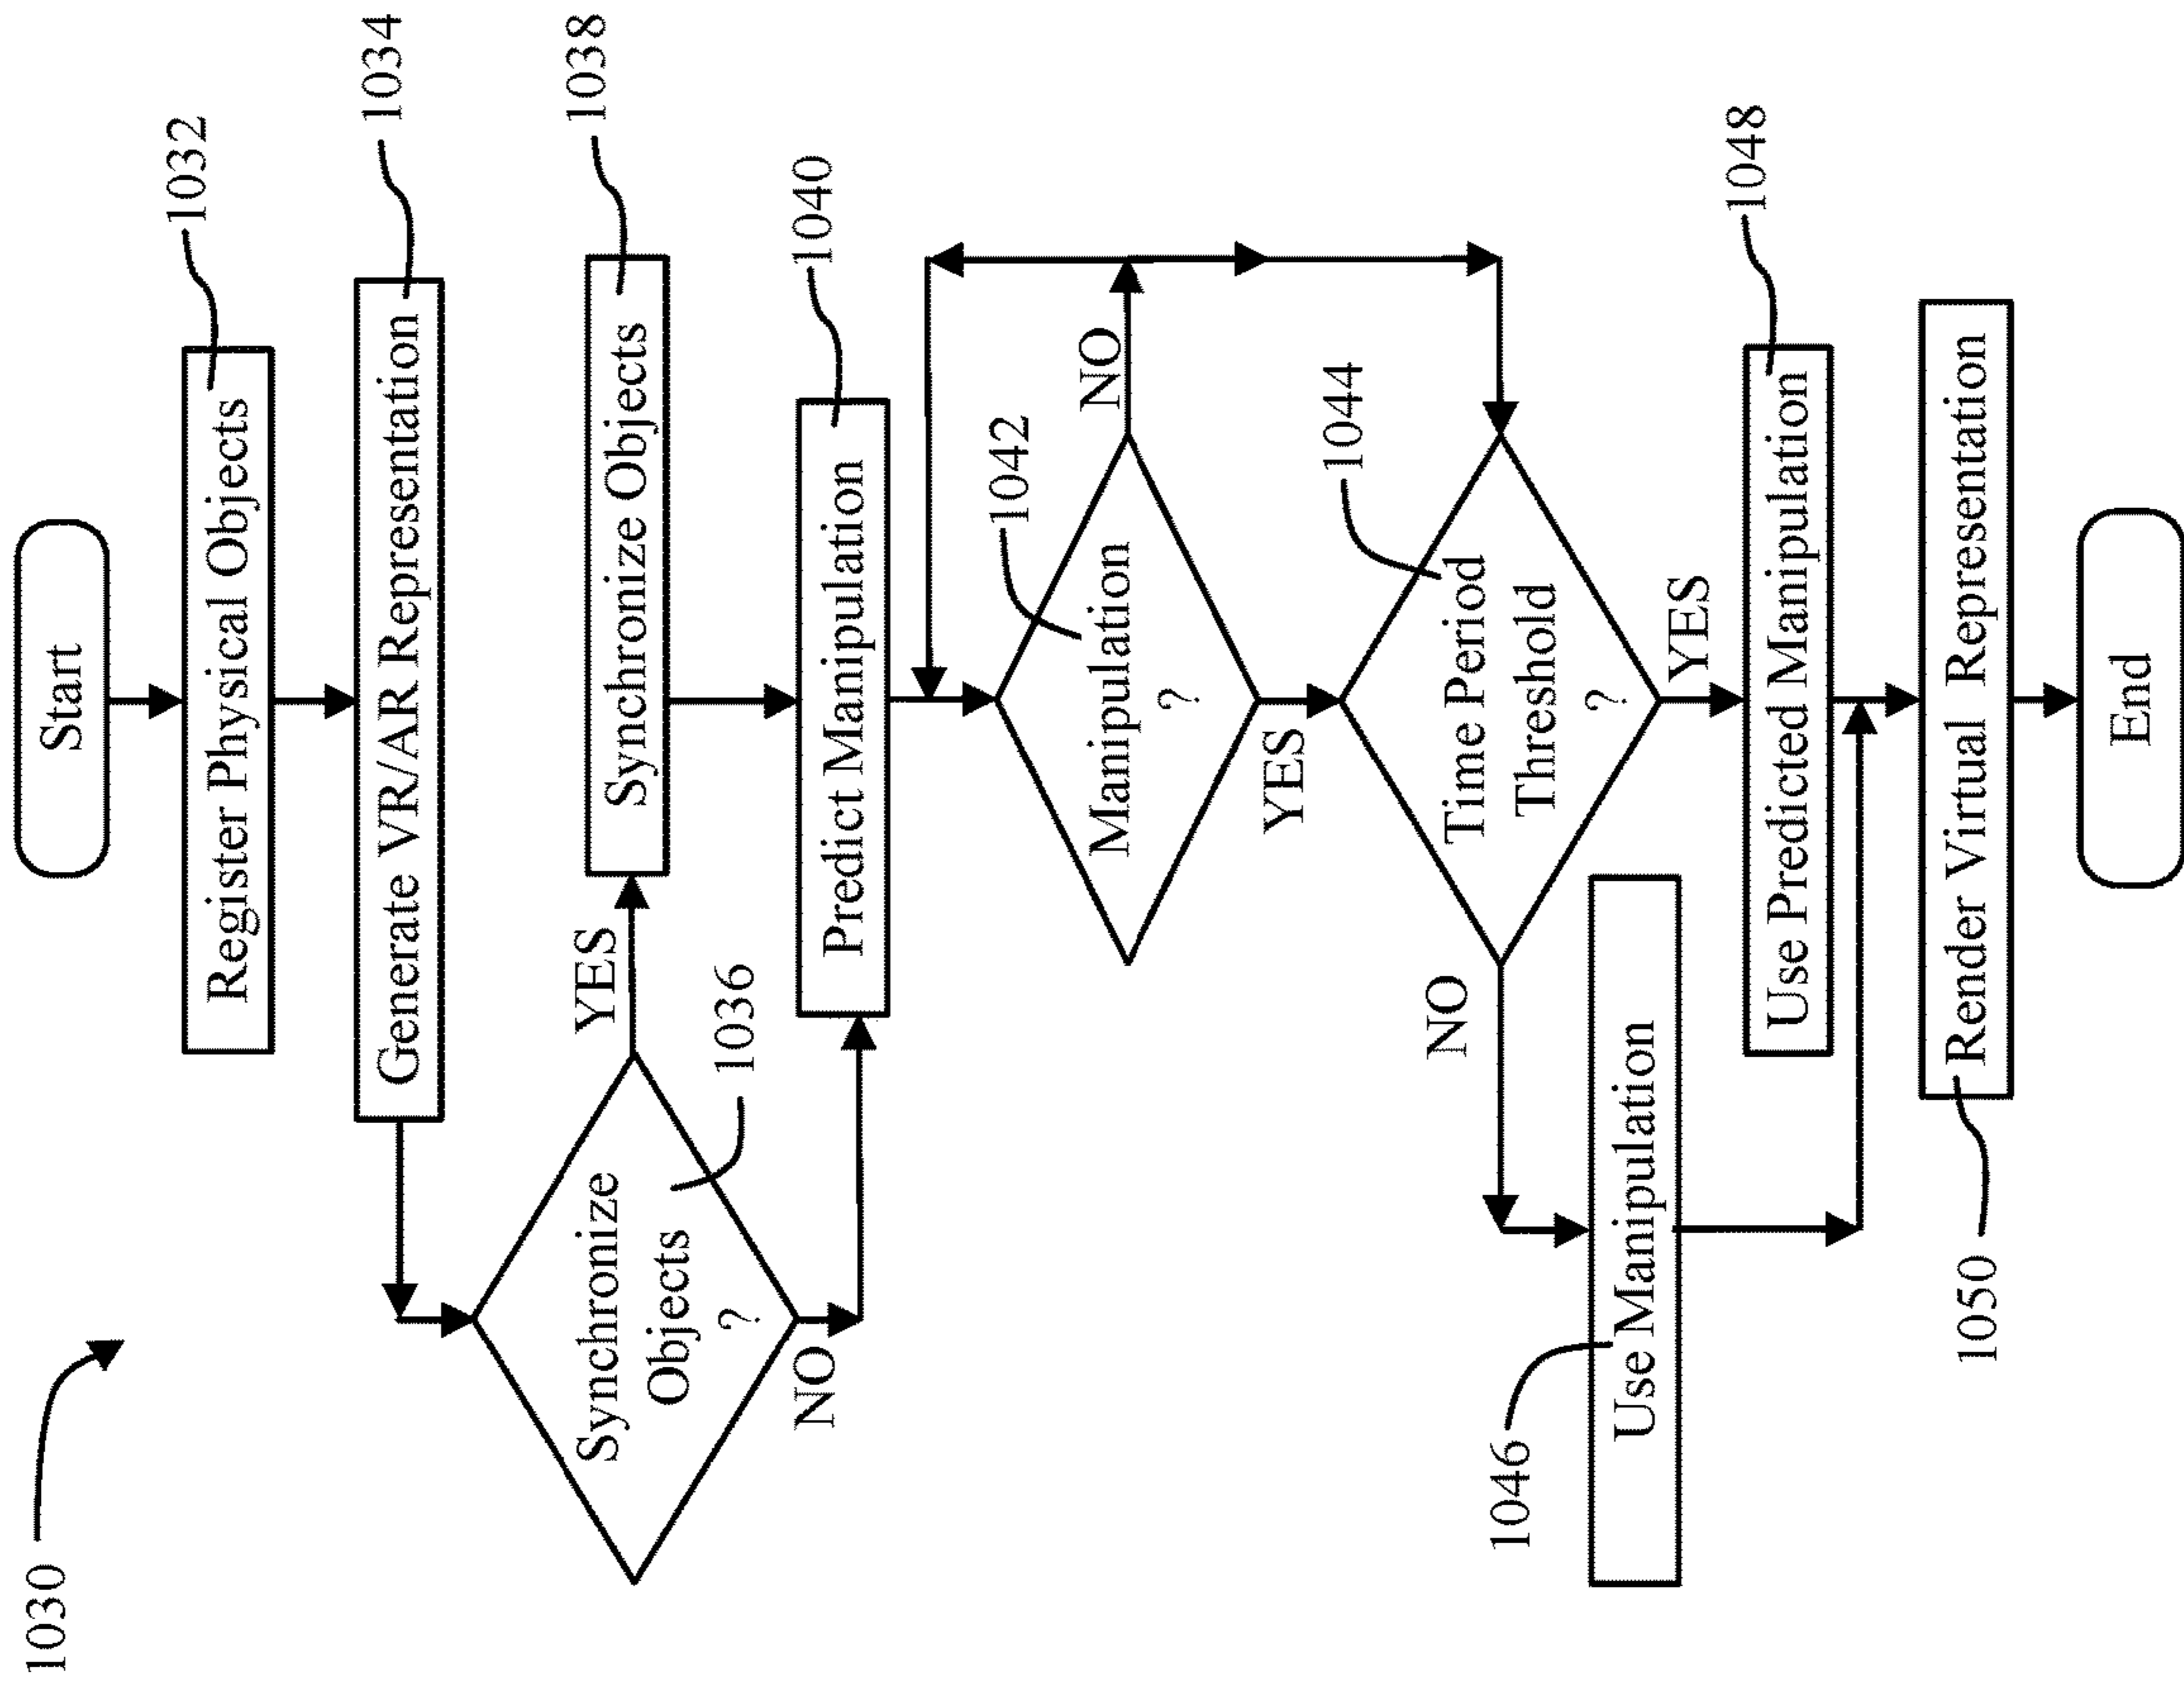 1030
Start
Register Physical Objects
1032
Generate VR/AR Representation
1034
Synchronize
Objects
?
1036
YES
NO
Synchronize Objects
1038
Predict Manipulation
1040
Manipulation
?
1042
NO
YES
Time Period
Threshold
?
1044
NO
YES
Use Manipulation
1046
Use Predicted Manipulation
1048
Render Virtual Representation
1050
End